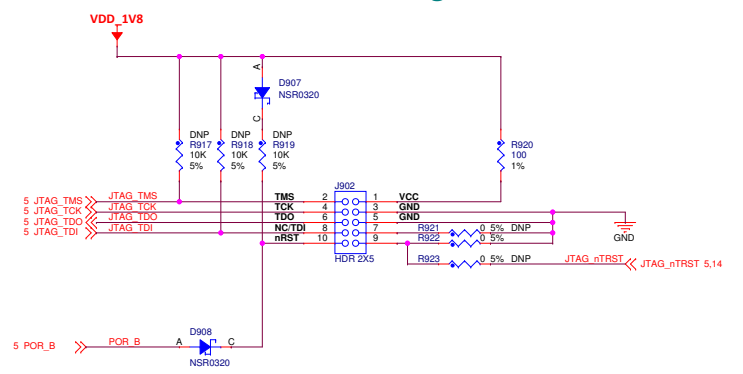 VDD_1V8
A
D907
NSR0320
C
DNP DNP DNP
R917 R918 R919 R920
10K 10K 10K 100
5% 5% 5% 1%
J902
5 JTAG_TMS JTAG_TMS TMS 2 1 VCC
5 JTAG_TCK JTAG_TCK TCK 4 3 GND
5 JTAG_TDO JTAG_TDO TDO 6 5 GND
5 JTAG_TDI JTAG_TDI NC/TDI 8 7 R921 0 5% DNP
nRST 10 9 R922 0 5%
GND
HDR 2X5 R923 0 5% DNP JTAG_nTRST JTAG_nTRST 5,14
D908
5 POR_B POR_B A C
NSR0320